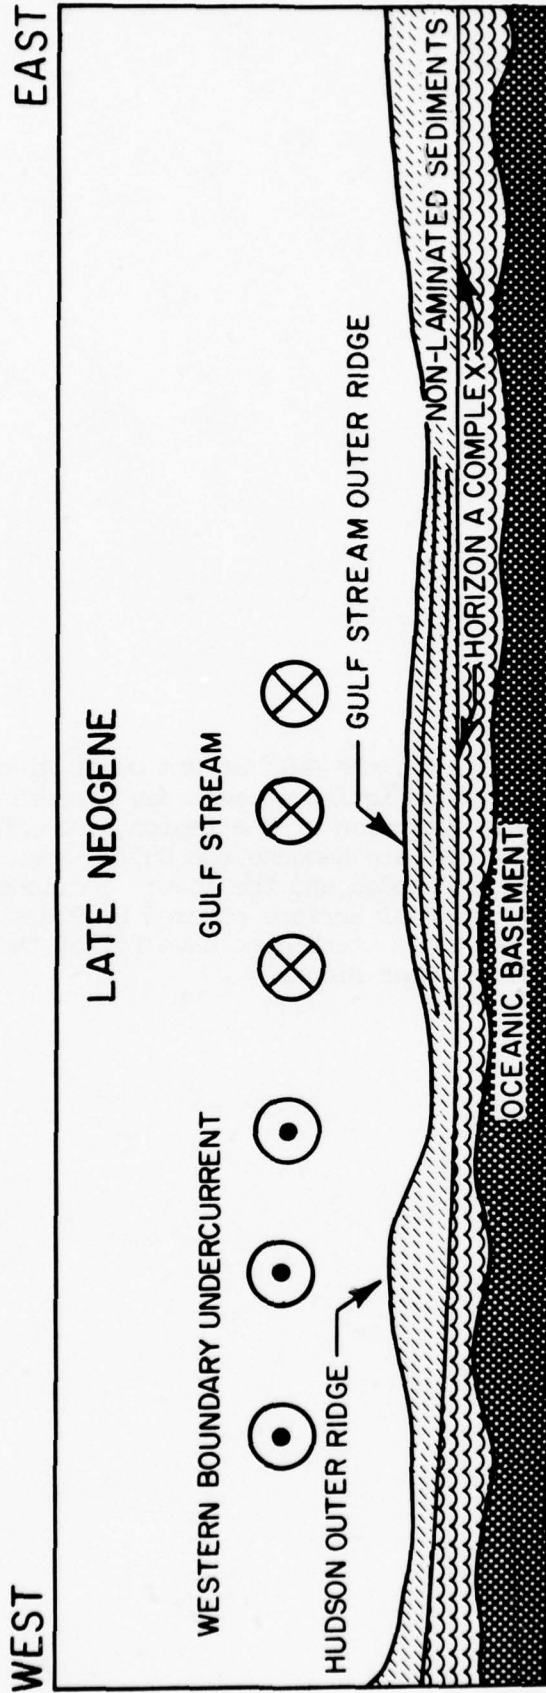 WEST
EAST
LATE NEOGENE
WESTERN BOUNDARY UNDERCURRENT
GULF STREAM
HUDSON OUTER RIDGE
GULF STREAM OUTER RIDGE
NON-LAMINATED SEDIMENTS
HORIZON A COMPLEX
OCEANIC BASEMENT